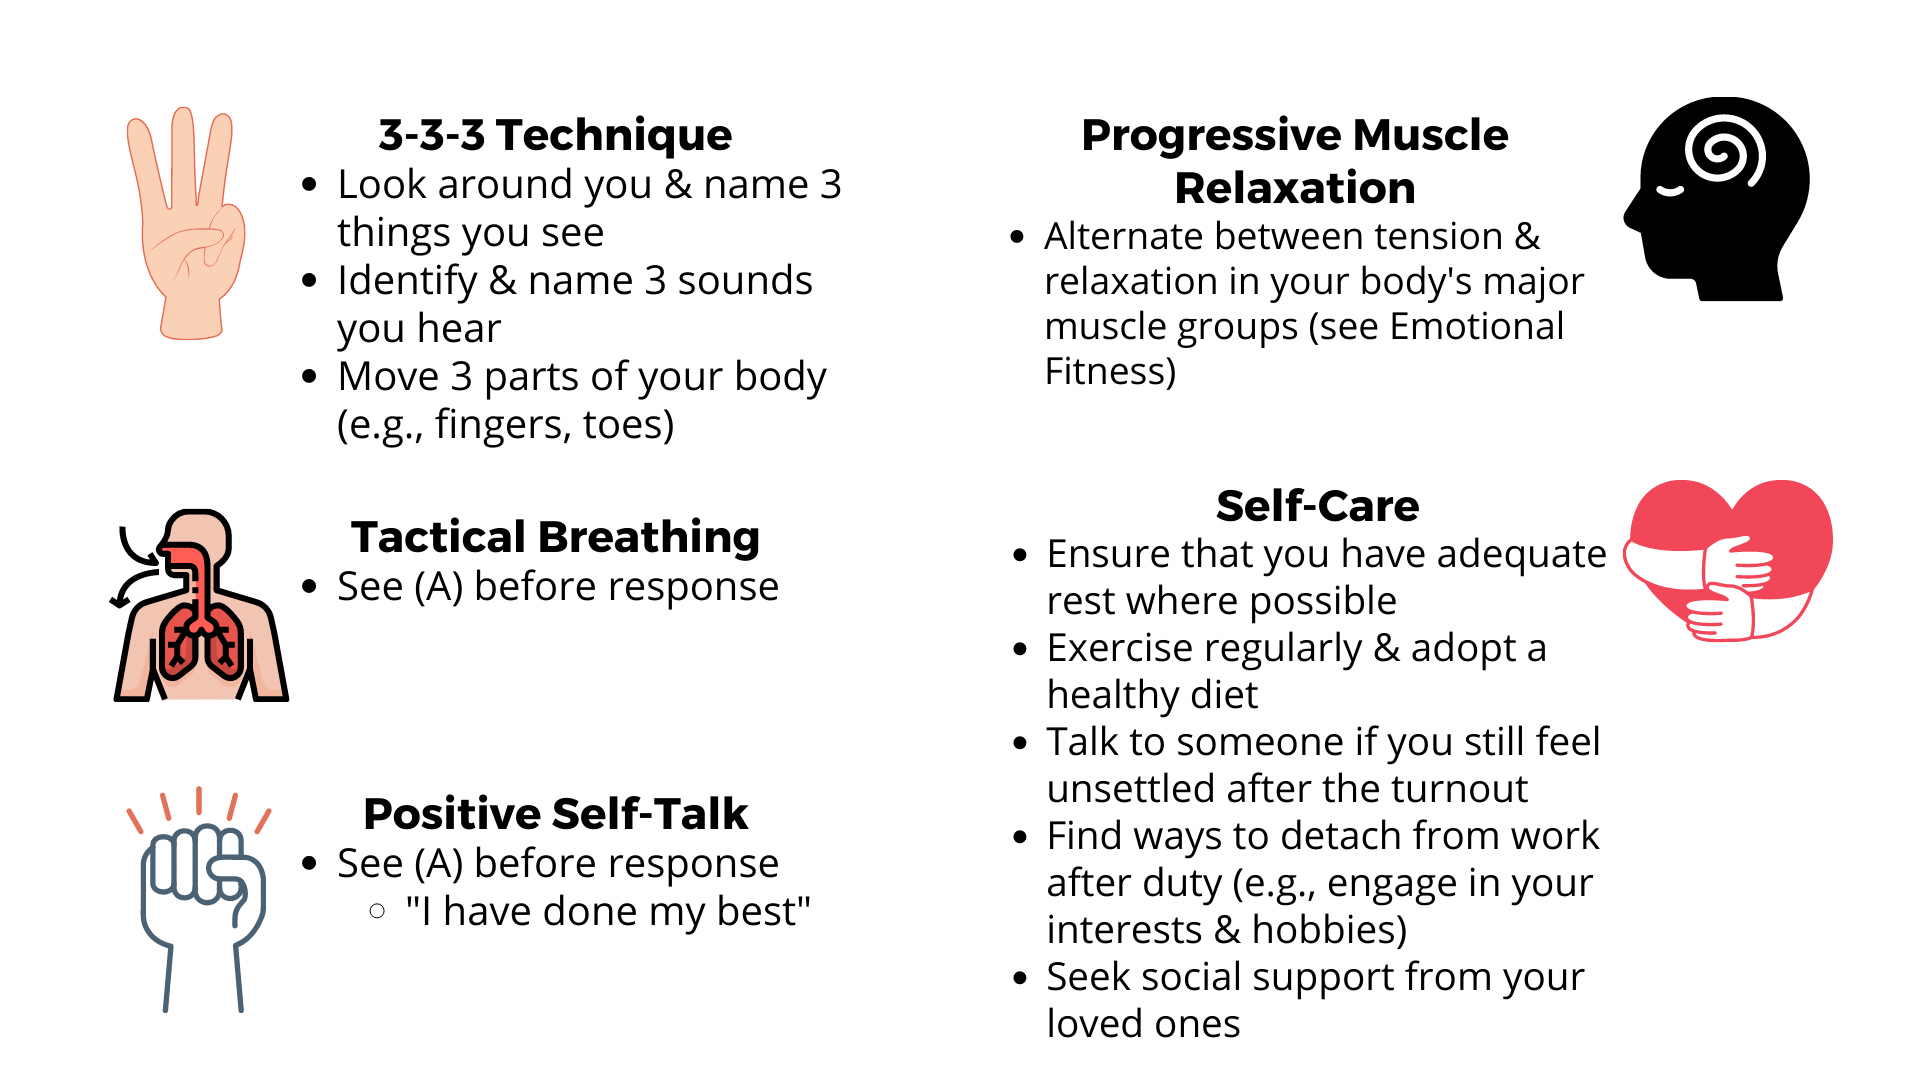 3-3-3 Technique
• Look around you & name 3
things you see
• Identify & name 3 sounds
you hear
• Move 3 parts of your body
(e.g., fingers, toes)
Tactical Breathing
• See (A) before response
Positive Self-Talk
• See (A) before response
○ "I have done my best"
Progressive Muscle
Relaxation
• Alternate between tension &
relaxation in your body's major
muscle groups (see Emotional
Fitness)
Self-Care
• Ensure that you have adequate
rest where possible
• Exercise regularly & adopt a
healthy diet
• Talk to someone if you still feel
unsettled after the turnout
• Find ways to detach from work
after duty (e.g., engage in your
interests & hobbies)
• Seek social support from your
loved ones